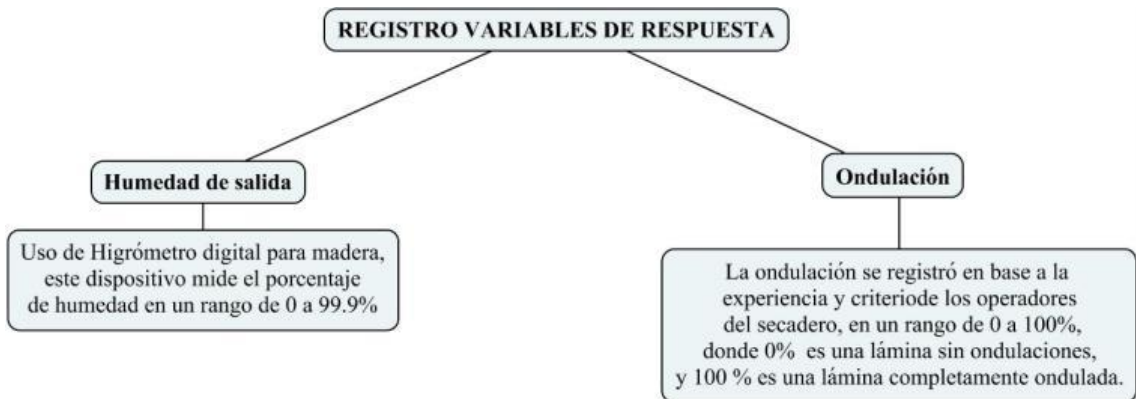 REGISTRO VARIABLES DE RESPUESTA
Humedad de salida
Uso de Higrómetro digital para madera,
este dispositivo mide el porcentaje
de humedad en un rango de 0 a 99.9%
Ondulación
La ondulación se registró en base a la
experiencia y criteriode los operadores
del secadero, en un rango de 0 a 100%,
donde 0% es una lámina sin ondulaciones,
y 100 % es una lámina completamente ondulada.